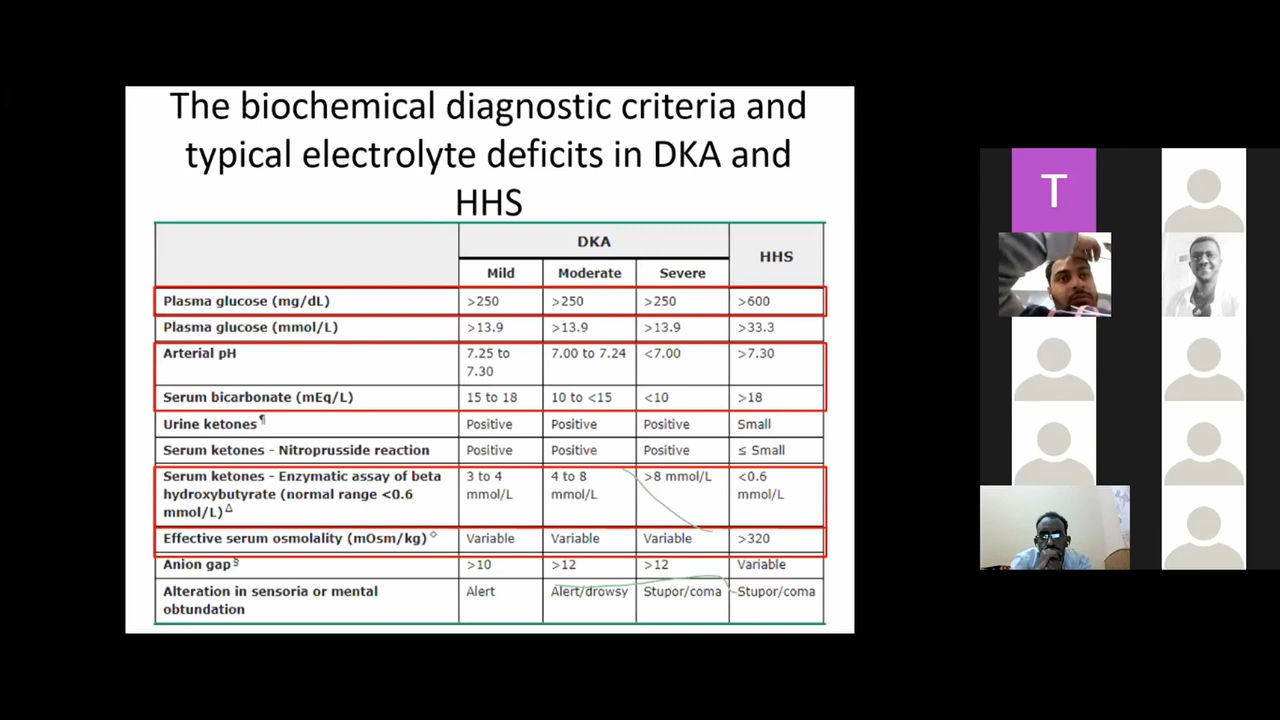 The biochemical diagnostic criteria and
typical electrolyte deficits in DKA and
HHS
DKA HHS
Mild Moderate Severe
Plasma glucose (mg/dL) >250 >250 >250 >600
Plasma glucose (mmol/L) >13.9 >13.9 >13.9 >33.3
Arterial pH 7.25 to 7.00 to 7.24 <7.00 >7.30
7.30
Serum bicarbonate (mEq/L) 15 to 18 10 to <15 <10 >18
Urine ketones¶ Positive Positive Positive Small
Serum ketones - Nitroprusside reaction Positive Positive Positive ≤ Small
Serum ketones - Enzymatic assay of beta 3 to 4 4 to 8 >8 mmol/L <0.6
hydroxybutyrate (normal range <0.6 mmol/L mmol/L mmol/L
mmol/L)Δ
Effective serum osmolality (mOsm/kg)◇ Variable Variable Variable >320
Anion gap§ >10 >12 >12 Variable
Alteration in sensoria or mental Alert Alert/drowsy Stupor/coma Stupor/coma
obtundation
T